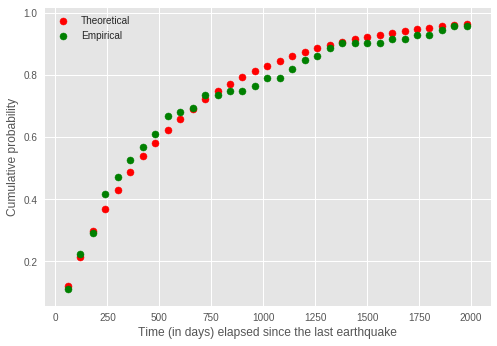 Theoretical
Empirical
1.0
0.8
0.6
0.4
0.2
Cumulative probability
0 250 500 750 1000 1250 1500 1750 2000
Time (in days) elapsed since the last earthquake